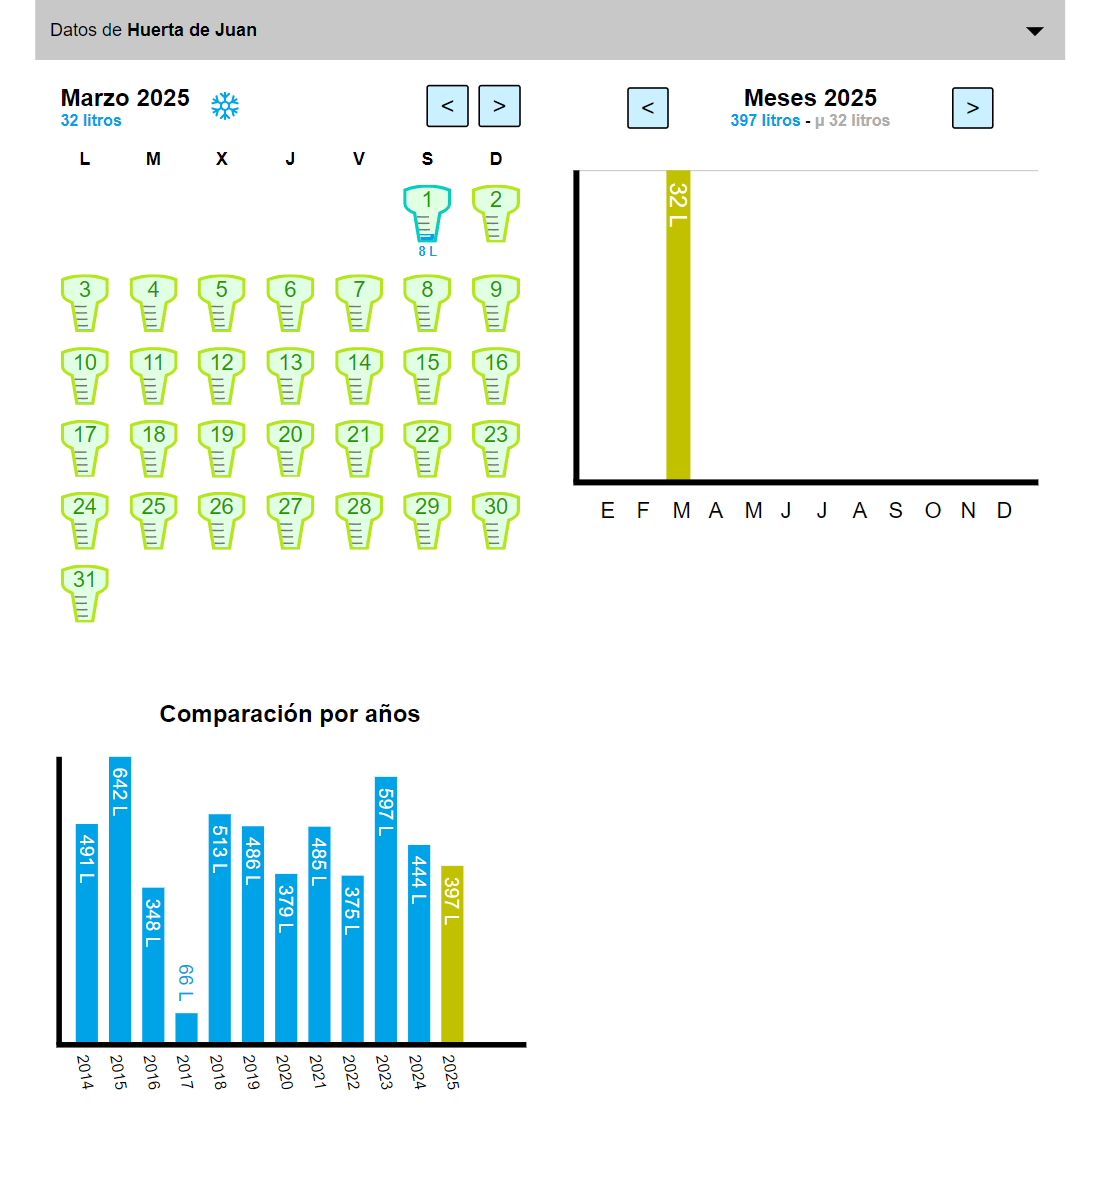 Datos de Huerta de Juan
Marzo 2025
32 litros
< >
L M X J V S D
1 2
8 L
3 4 5 6 7 8 9
10 11 12 13 14 15 16
17 18 19 20 21 22 23
24 25 26 27 28 29 30
31
< Meses 2025 >
397 litros - µ 32 litros
32 L
E F M A M J J A S O N D
Comparación por años
491 L
642 L
348 L
66 L
513 L
486 L
379 L
485 L
375 L
597 L
444 L
397 L
2014 2015 2016 2017 2018 2019 2020 2021 2022 2023 2024 2025